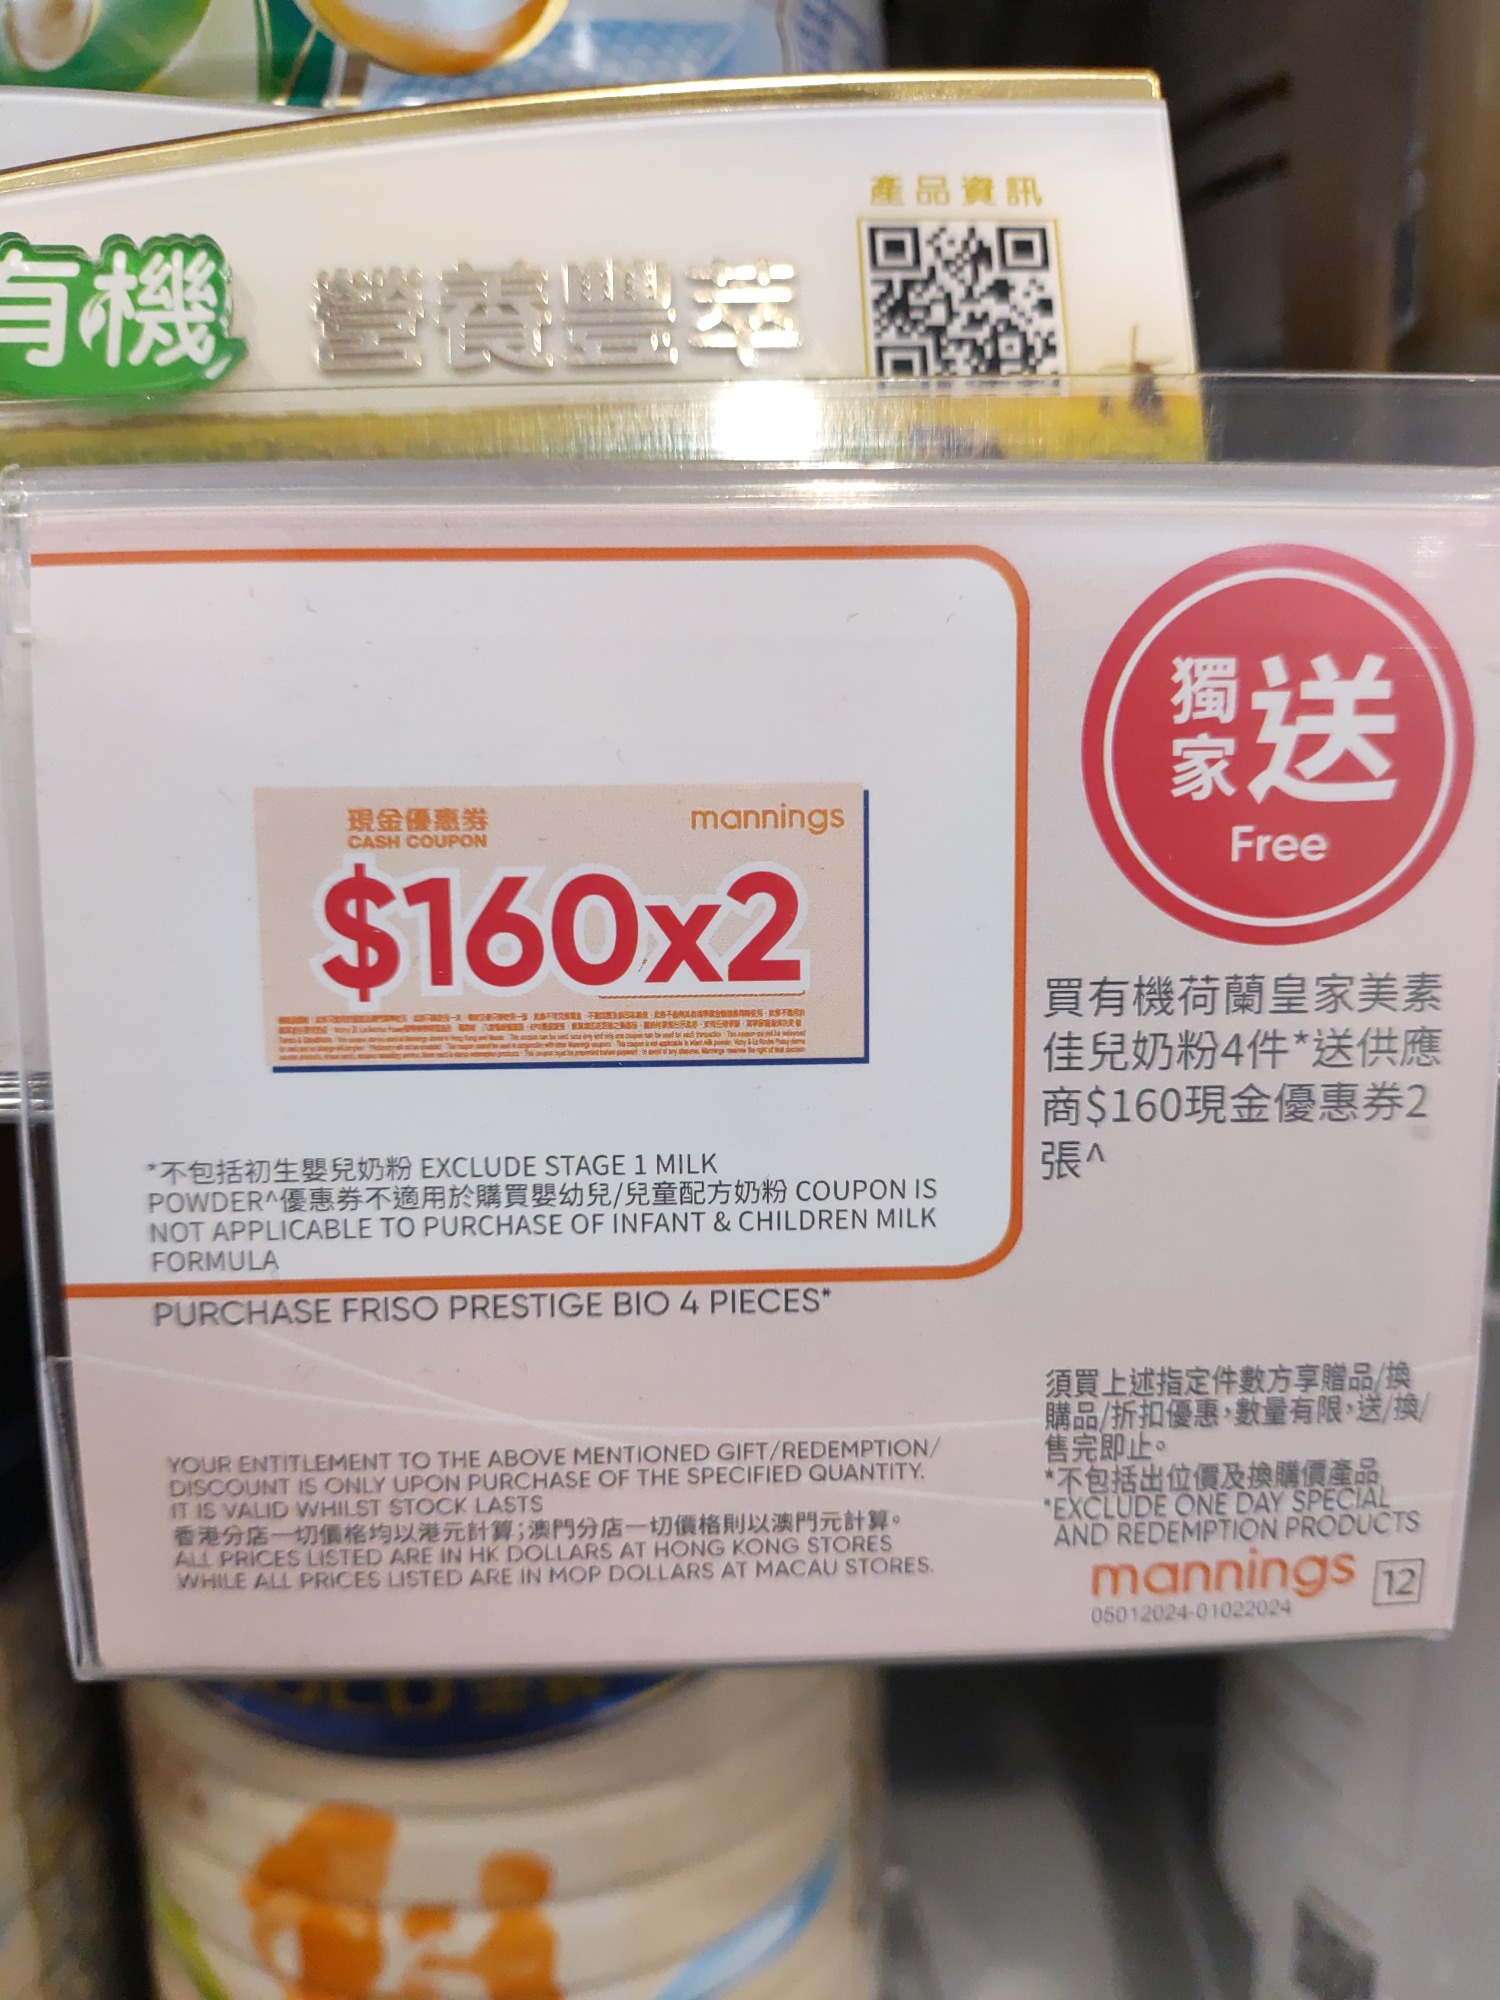 產品資訊
有機 營養豐萃
獨家送
Free
現金優惠券
CASH COUPON
mannings
$160x2
*不包括初生嬰兒奶粉 EXCLUDE STAGE 1 MILK
POWDER^優惠券不適用於購買嬰幼兒/兒童配方奶粉 COUPON IS
NOT APPLICABLE TO PURCHASE OF INFANT & CHILDREN MILK
FORMULA
PURCHASE FRISO PRESTIGE BIO 4 PIECES*
買有機荷蘭皇家美素
佳兒奶粉4件*送供應
商$160現金優惠券2
張^
YOUR ENTITLEMENT TO THE ABOVE MENTIONED GIFT/REDEMPTION/
DISCOUNT IS ONLY UPON PURCHASE OF THE SPECIFIED QUANTITY.
IT IS VALID WHILST STOCK LASTS
香港分店一切價格均以港元計算;澳門分店一切價格則以澳門元計算。
ALL PRICES LISTED ARE IN HK DOLLARS AT HONG KONG STORES
WHILE ALL PRICES LISTED ARE IN MOP DOLLARS AT MACAU STORES.
須買上述指定件數方享贈品/換
購品/折扣優惠,數量有限,送/換/
售完即止。
*不包括出位價及換購價產品
*EXCLUDE ONE DAY SPECIAL
AND REDEMPTION PRODUCTS
mannings 12
05012024-01022024